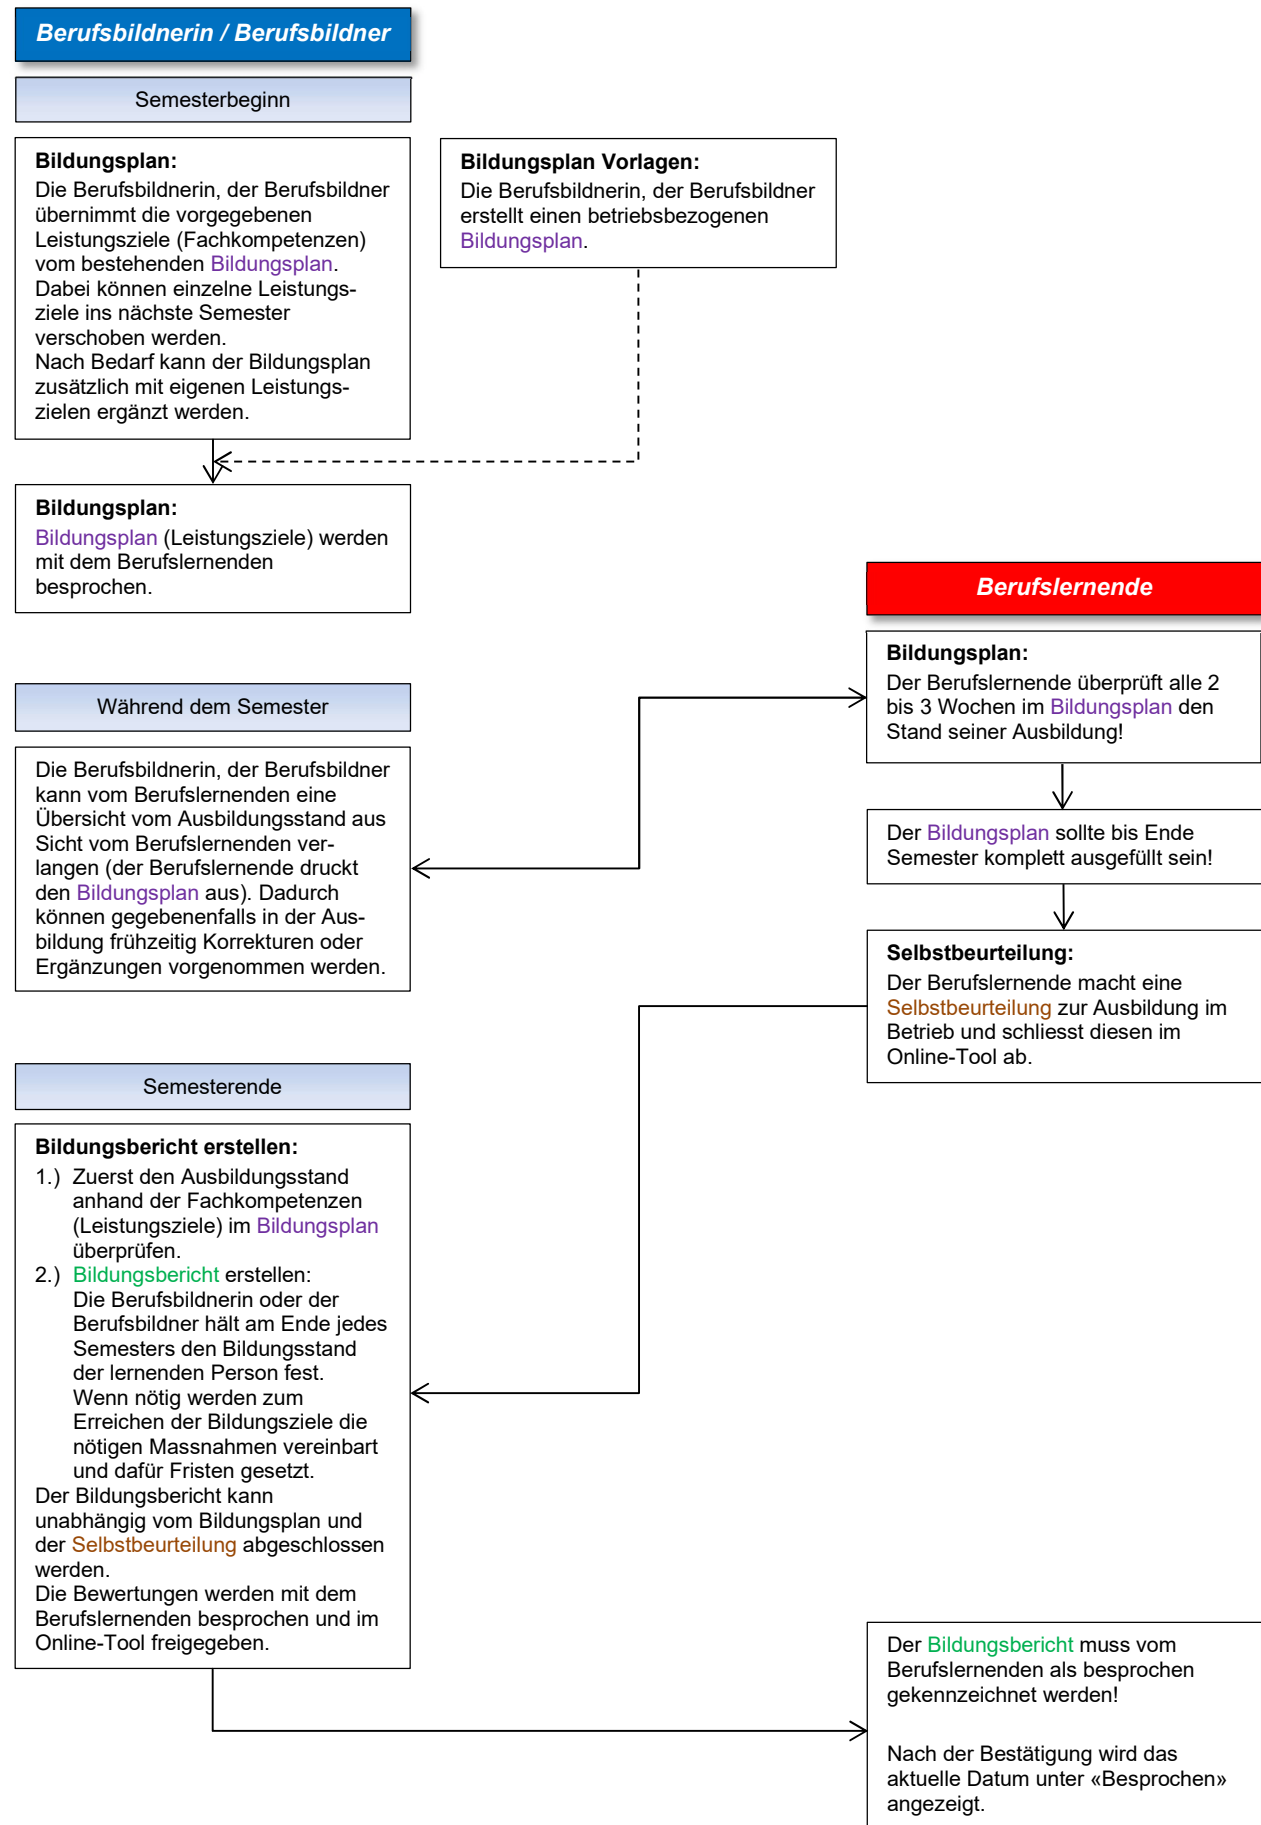 Berufsbildnerin / Berufsbildner
Semesterbeginn
Bildungsplan:
Die Berufsbildnerin, der Berufsbildner
übernimmt die vorgegebenen
Leistungsziele (Fachkompetenzen)
vom bestehenden Bildungsplan.
Dabei können einzelne Leistungs-
ziele ins nächste Semester
verschoben werden.
Nach Bedarf kann der Bildungsplan
zusätzlich mit eigenen Leistungs-
zielen ergänzt werden.
Bildungsplan Vorlagen:
Die Berufsbildnerin, der Berufsbildner
erstellt einen betriebsbezogenen
Bildungsplan.
Bildungsplan:
Bildungsplan (Leistungsziele) werden
mit dem Berufslernenden
besprochen.
Berufslernende
Bildungsplan:
Der Berufslernende überprüft alle 2
bis 3 Wochen im Bildungsplan den
Stand seiner Ausbildung!
Während dem Semester
Die Berufsbildnerin, der Berufsbildner
kann vom Berufslernenden eine
Übersicht vom Ausbildungsstand aus
Sicht vom Berufslernenden ver-
langen (der Berufslernende druckt
den Bildungsplan aus). Dadurch
können gegebenenfalls in der Aus-
bildung frühzeitig Korrekturen oder
Ergänzungen vorgenommen werden.
Der Bildungsplan sollte bis Ende
Semester komplett ausgefüllt sein!
Selbstbeurteilung:
Der Berufslernende macht eine
Selbstbeurteilung zur Ausbildung im
Betrieb und schliesst diesen im
Online-Tool ab.
Semesterende
Bildungsbericht erstellen:
1.) Zuerst den Ausbildungsstand
anhand der Fachkompetenzen
(Leistungsziele) im Bildungsplan
überprüfen.
2.) Bildungsbericht erstellen:
Die Berufsbildnerin oder der
Berufsbildner hält am Ende jedes
Semesters den Bildungsstand
der lernenden Person fest.
Wenn nötig werden zum
Erreichen der Bildungsziele die
nötigen Massnahmen vereinbart
und dafür Fristen gesetzt.
Der Bildungsbericht kann
unabhängig vom Bildungsplan und
der Selbstbeurteilung abgeschlossen
werden.
Die Bewertungen werden mit dem
Berufslernenden besprochen und im
Online-Tool freigegeben.
Der Bildungsbericht muss vom
Berufslernenden als besprochen
gekennzeichnet werden!
Nach der Bestätigung wird das
aktuelle Datum unter «Besprochen»
angezeigt.